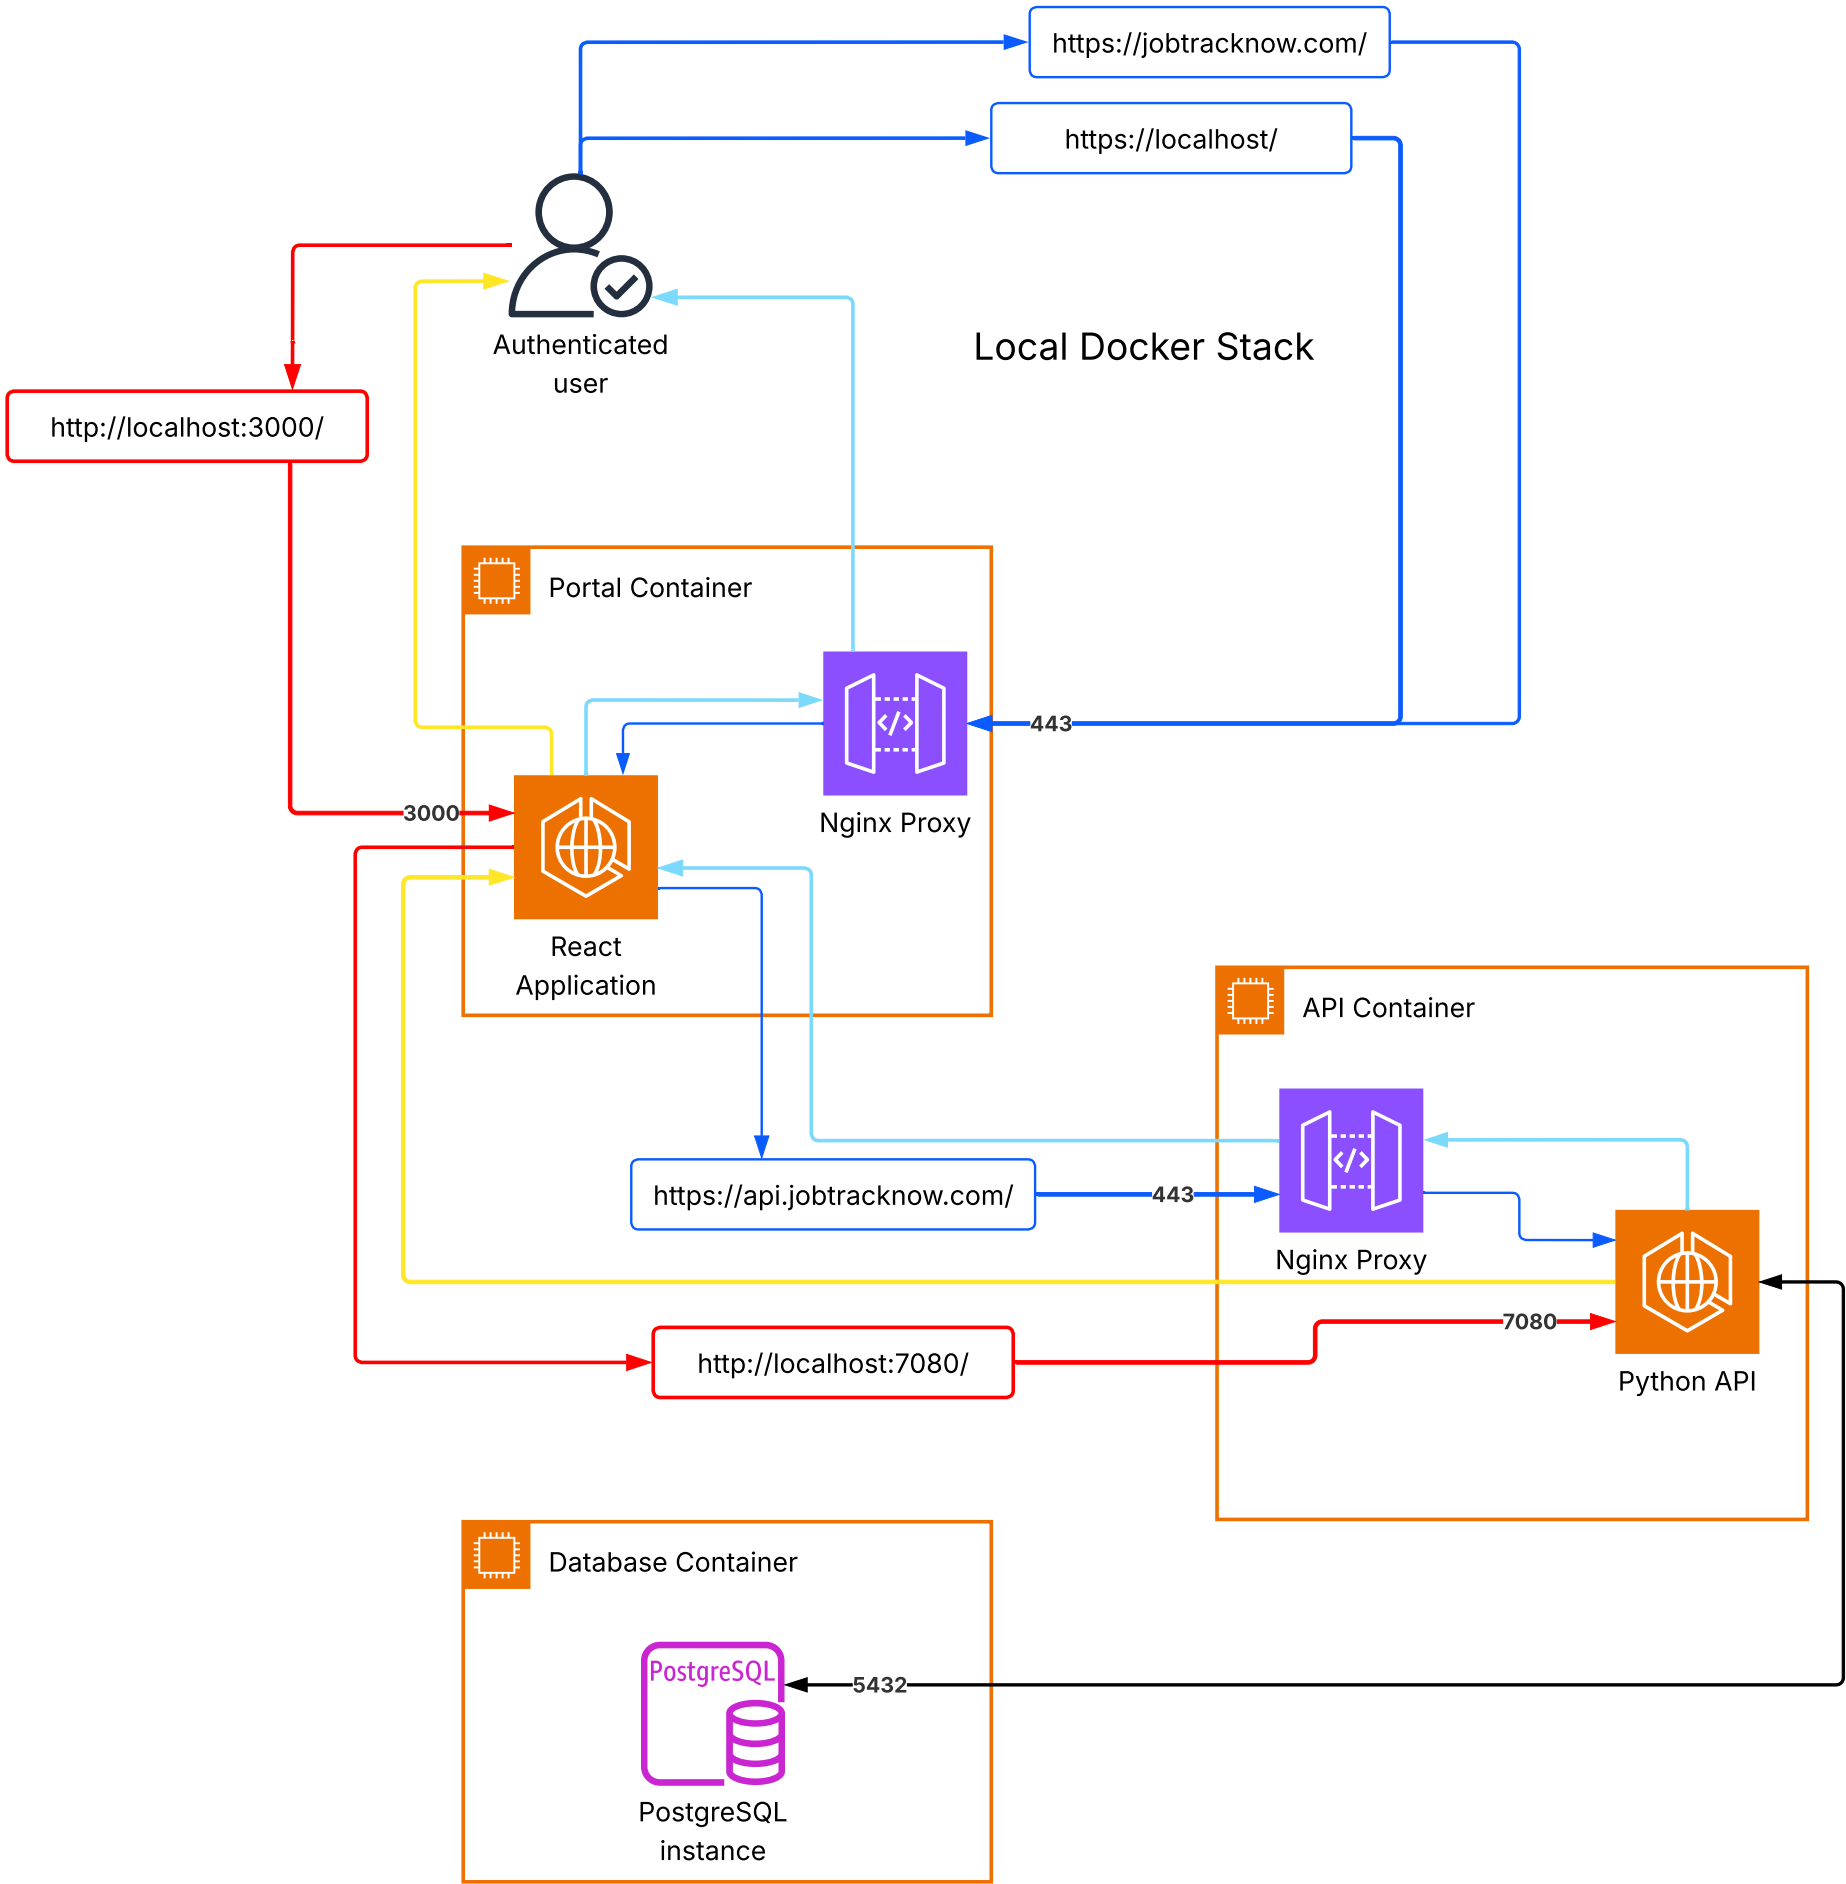 https://jobtracknow.com/
https://localhost/
Authenticated
user
Local Docker Stack
http://localhost:3000/
Portal Container
443
Nginx Proxy
3000
React
Application
API Container
https://api.jobtracknow.com/
443
Nginx Proxy
7080
http://localhost:7080/
Python API
Database Container
PostgreSQL
5432
PostgreSQL
instance